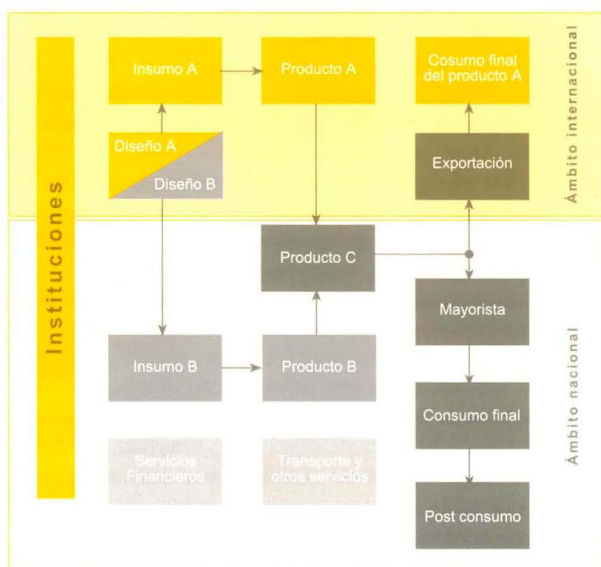 Instituciones
Insumo A
Producto A
Cosumo final
del producto A
Diseño A
Diseño B
Exportación
Ámbito internacional
Producto C
Mayorista
Insumo B
Producto B
Consumo final
Ámbito nacional
Servicios
Financieros
Transporte y
otros servicios
Post consumo